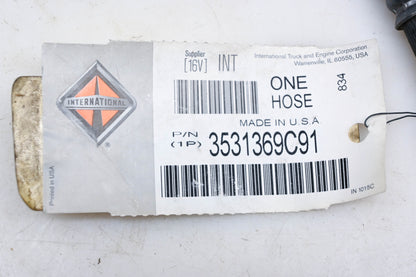 Supplier
[16V] INT
International Truck and Engine Corporation
Warrenville, IL 60555, USA
ONE
HOSE
834
MADE IN U.S.A
P/N
(1P) 3531369C91
INTERNATIONAL
®
Printed in USA
IN 1015C